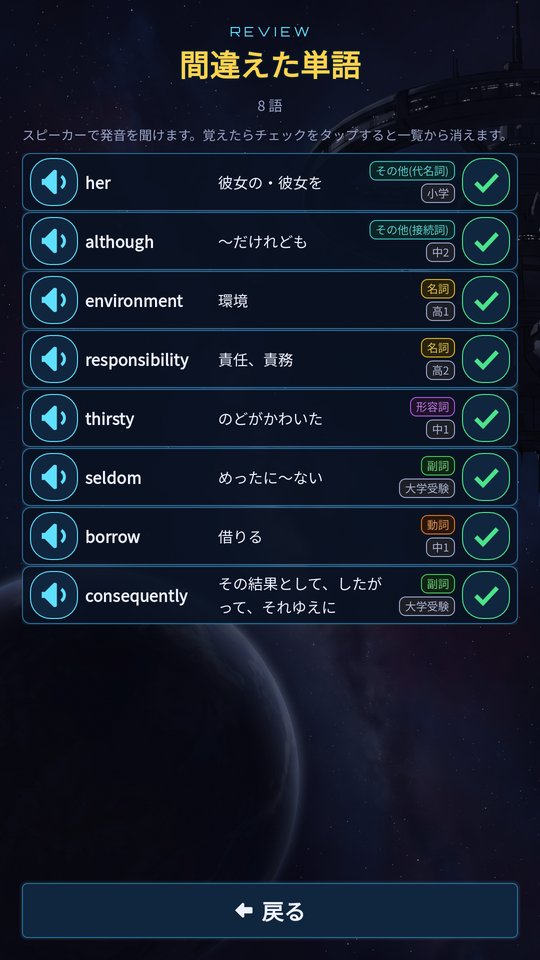 REVIEW
間違えた単語
8 語
スピーカーで発音を聞けます。覚えたらチェックをタップすると一覧から消えます。
her 彼女の・彼女を その他(代名詞) 小学
although 〜だけれども その他(接続詞) 中2
environment 環境 名詞 高1
responsibility 責任、責務 名詞 高2
thirsty のどがかわいた 形容詞 中1
seldom めったに〜ない 副詞 大学受験
borrow 借りる 動詞 中1
consequently その結果として、したが 副詞
って、それゆえに 大学受験
戻る